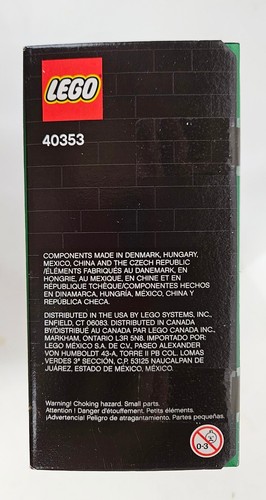 LEGO
40353
COMPONENTS MADE IN DENMARK, HUNGARY,
MEXICO, CHINA AND THE CZECH REPUBLIC
/ÉLÉMENTS FABRIQUÉS AU DANEMARK, EN
HONGRIE, AU MEXIQUE, EN CHINE ET EN
RÉPUBLIQUE TCHÈQUE/COMPONENTES HECHOS
EN DINAMARCA, HUNGRÍA, MÉXICO, CHINA Y
REPÚBLICA CHECA.
DISTRIBUTED IN THE USA BY LEGO SYSTEMS, INC.,
ENFIELD, CT 06083. DISTRIBUTED IN CANADA
BY/DISTRIBUÉ AU CANADA PAR LEGO CANADA INC.,
MARKHAM, ONTARIO L3R 5N8. IMPORTADO POR:
LEGO MÉXICO S.A. DE C.V., PASEO ALEXANDER
VON HUMBOLDT 43-A, TORRE II PB COL. LOMAS
VERDES 3ª SECCIÓN, C.P. 53125 NAUCALPAN DE
JUÁREZ, ESTADO DE MÉXICO, MÉXICO.
Warning! Choking hazard. Small parts.
Attention ! Danger d'étouffement. Petits éléments.
¡Advertencia! Peligro de atragantamiento. Partes pequeñas.
0-3